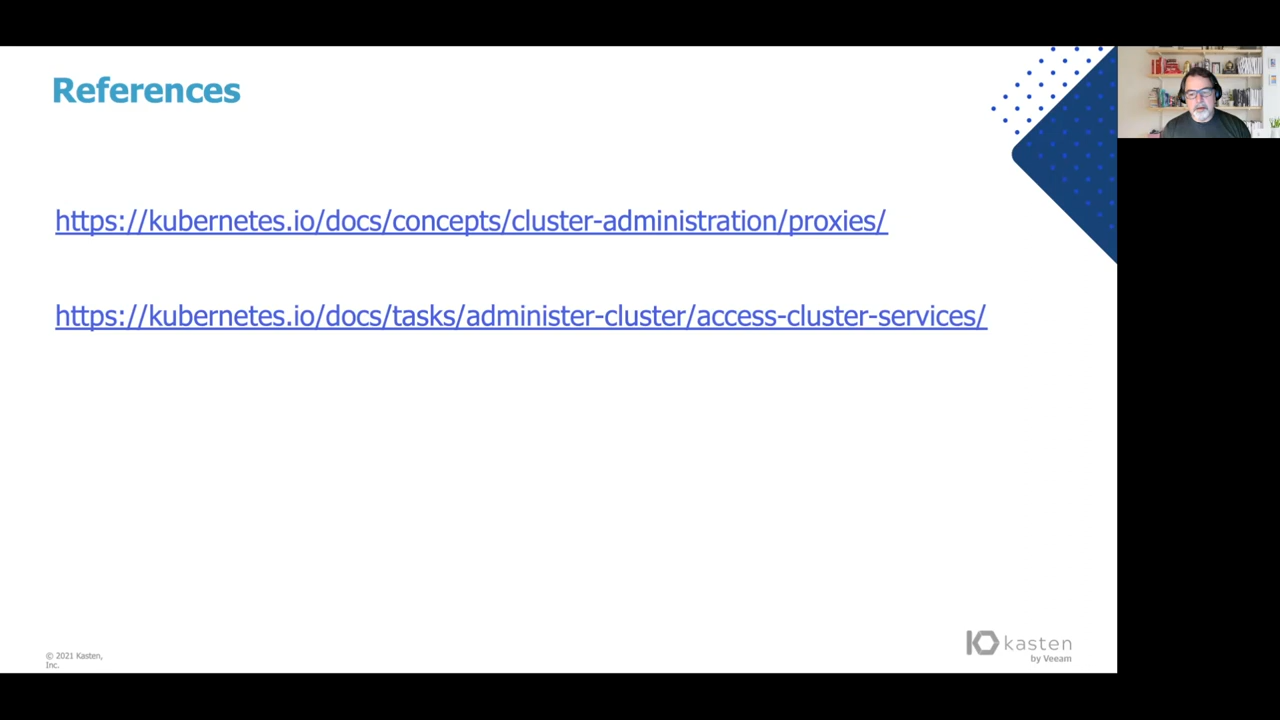 References
https://kubernetes.io/docs/concepts/cluster-administration/proxies/
https://kubernetes.io/docs/tasks/administer-cluster/access-cluster-services/
© 2021 Kasten,
Inc.
kasten
by Veeam